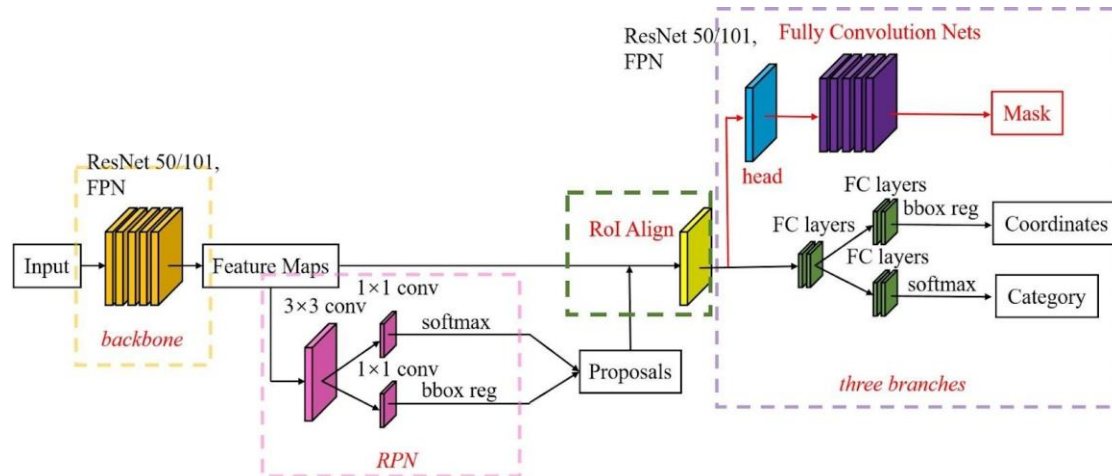 ResNet 50/101,
FPN
Input
backbone
Feature Maps
3×3 conv
1×1 conv
softmax
1×1 conv
bbox reg
RPN
Proposals
RoI Align
ResNet 50/101,
FPN
Fully Convolution Nets
head
Mask
FC layers
FC layers
bbox reg
Coordinates
FC layers
softmax
Category
three branches